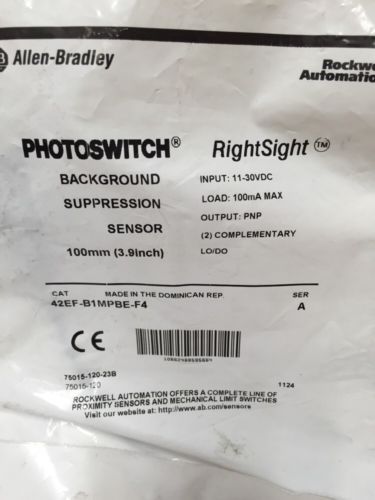 AB Allen-Bradley
Rockwell Automation
PHOTOSWITCH® RightSight™
BACKGROUND SUPPRESSION SENSOR
100mm (3.9inch)
INPUT: 11-30VDC
LOAD: 100mA MAX
OUTPUT: PNP
(2) COMPLEMENTARY
LO/DO
CAT MADE IN THE DOMINICAN REP. SER
42EF-B1MPBE-F4 A
CE
75015-120-23B
75015-120 1124
ROCKWELL AUTOMATION OFFERS A COMPLETE LINE OF
PROXIMITY SENSORS AND MECHANICAL LIMIT SWITCHES
Visit our website at: http://www.ab.com/sensors